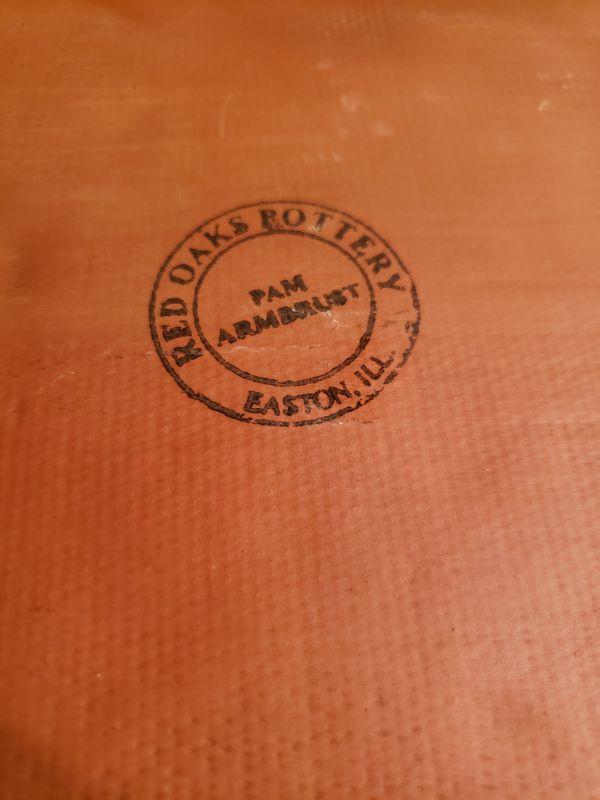 RED OAKS POTTERY
PAM
ARMBRUST
EASTON, ILL.